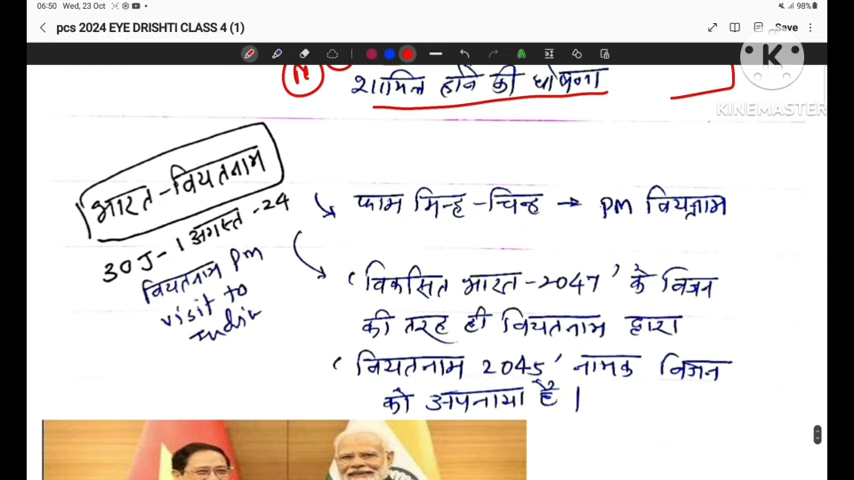 06:50 Wed, 23 Oct
98%
pcs 2024 EYE DRISHTI CLASS 4 (1)
Save
K
KINEMASTER
शामिल होने की घोषणा
भारत-वियतनाम
30J-1 अगस्त-24
वियतनाम Pm
visit to
India
फाम मिन्ह-चिन्ह → PM वियतनाम
'विकसित भारत-2047' के विजन
की तरह ही वियतनाम द्वारा
'वियतनाम 2045' नामक विजन
को अपनाया है।